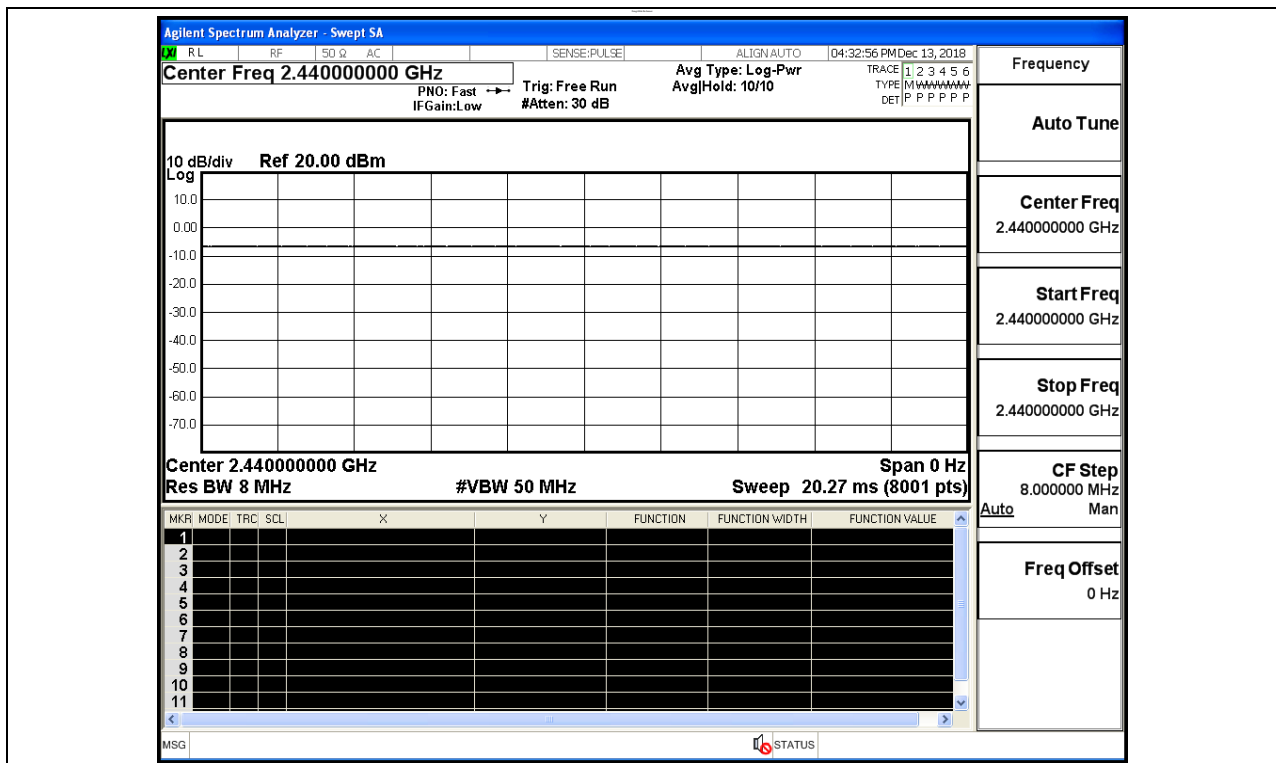 Agilent Spectrum Analyzer - Swept SA
LXI RL RF 50 Ω AC SENSE:PULSE ALIGN AUTO 04:32:56 PM Dec 13, 2018
Center Freq 2.440000000 GHz
PNO: Fast
IFGain:Low
Trig: Free Run
#Atten: 30 dB
Avg Type: Log-Pwr
Avg|Hold: 10/10
TRACE 1 2 3 4 5 6
TYPE M WWWWW
DET P P P P P P
10 dB/div Ref 20.00 dBm
Log
10.0
0.00
-10.0
-20.0
-30.0
-40.0
-50.0
-60.0
-70.0
Center 2.440000000 GHz Span 0 Hz
Res BW 8 MHz #VBW 50 MHz Sweep 20.27 ms (8001 pts)
MKR MODE TRC SCL X Y FUNCTION FUNCTION WIDTH FUNCTION VALUE
1
2
3
4
5
6
7
8
9
10
11
MSG STATUS
Frequency
Auto Tune
Center Freq
2.440000000 GHz
Start Freq
2.440000000 GHz
Stop Freq
2.440000000 GHz
CF Step
8.000000 MHz
Auto Man
Freq Offset
0 Hz